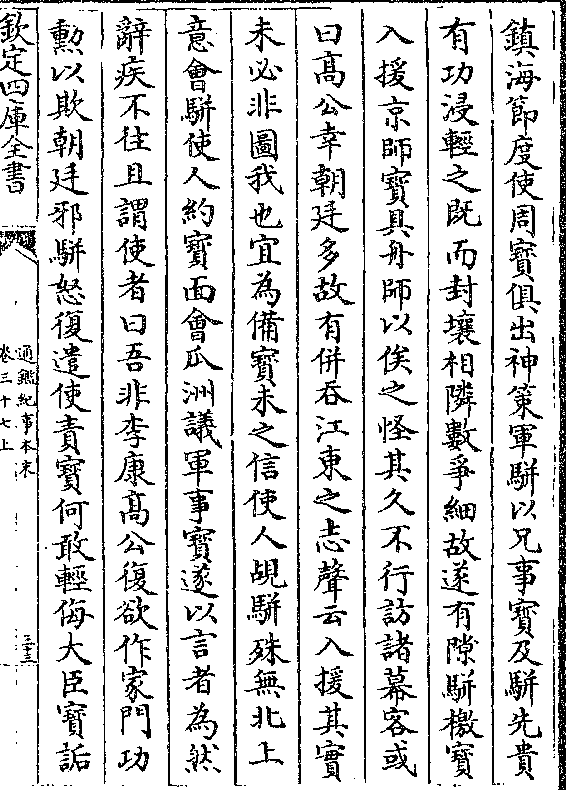 鎮海節度使周寶俱出神策軍駢以兄事寶及駢先貴
有功浸輕之既而封壤相隣數爭細故遂有隙駢檄寶
入援京師寶具舟師以俟之怪其久不行訪諸幕客或
曰高公幸朝廷多故有併吞江東之志聲云入援其實
未必非圖我也宜為備寶未之信使人覘駢殊無北上
意會駢使人約寶面會瓜洲議軍事寶遂以言者為然
辭疾不往且謂使者曰吾非李康高公復欲作家門功
勲以欺朝廷邪駢怒復遣使責寶何敢輕侮大臣寶詬
欽定四庫全書
通鑑紀事本末
卷三十七上
三十三